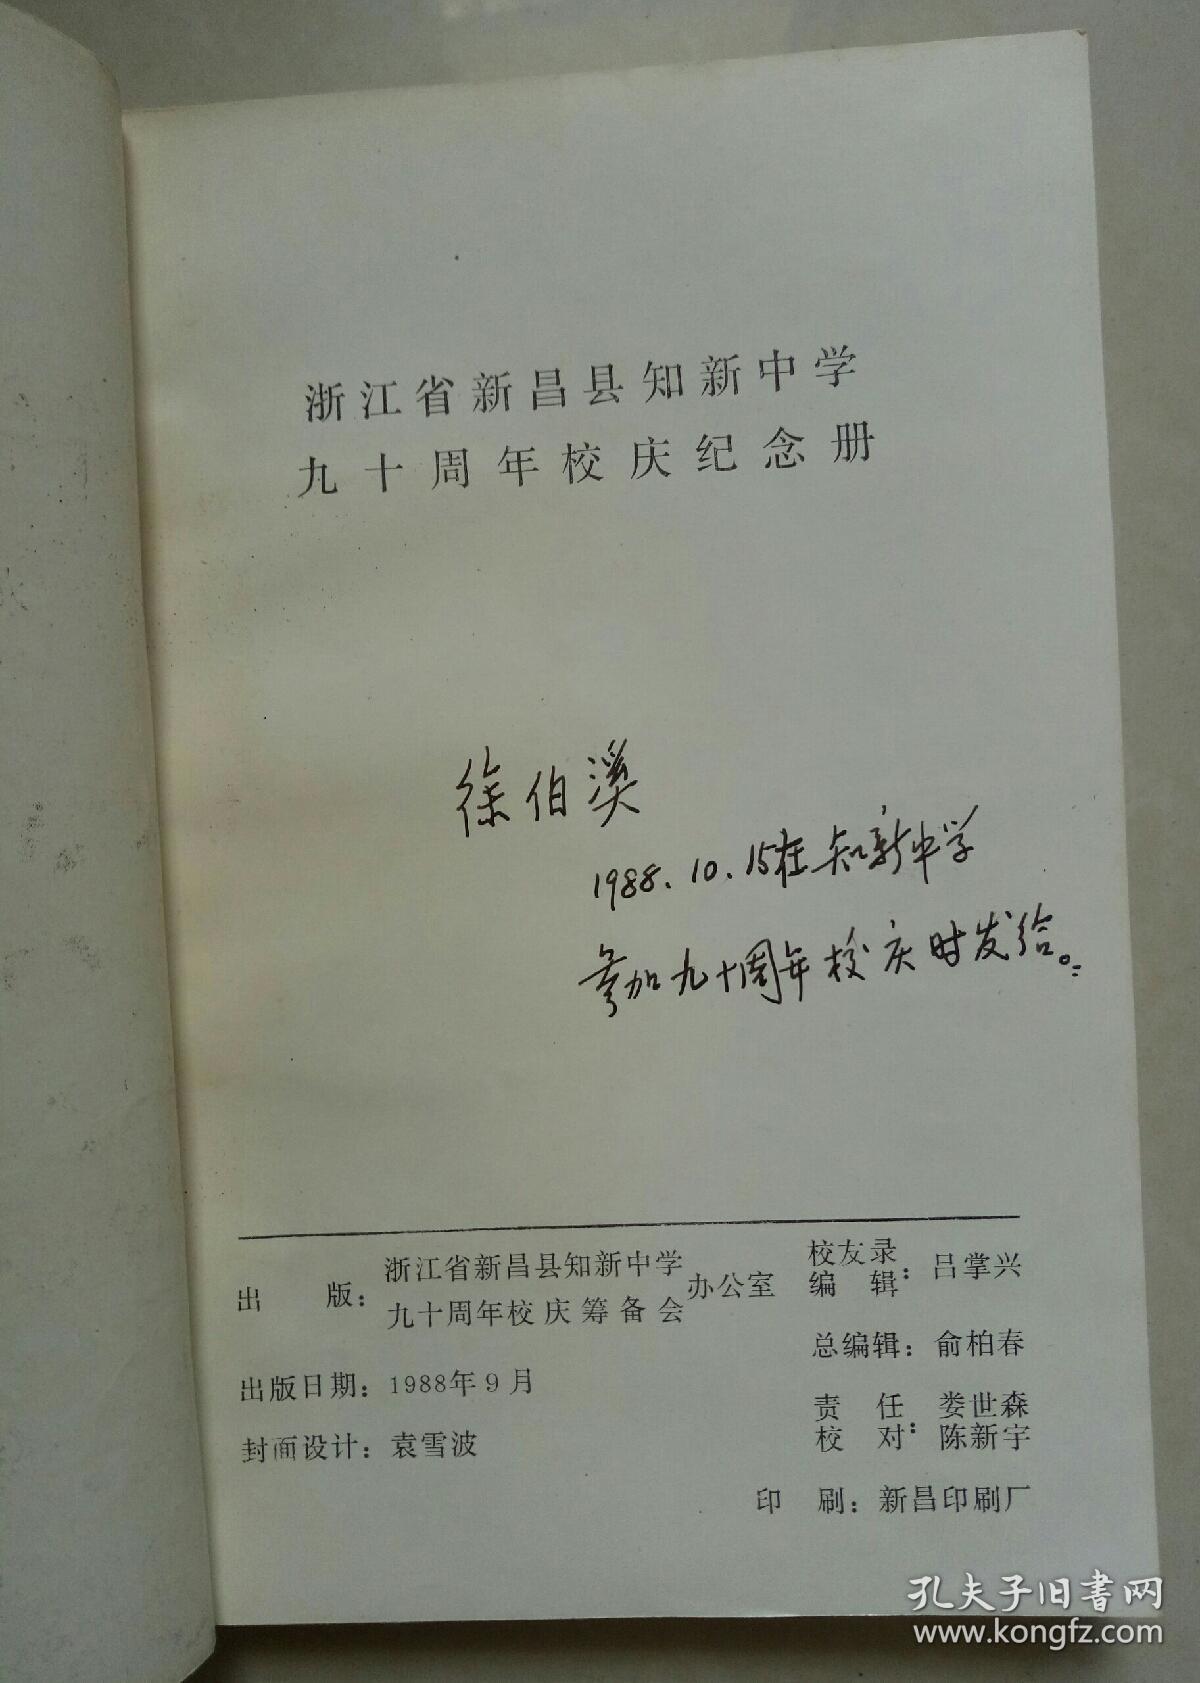 浙江省新昌县知新中学
九十周年校庆纪念册
徐伯溪
1988.10.15在知新中学
参加九十周年校庆时发给。
出版：浙江省新昌县知新中学
九十周年校庆筹备会
办公室
出版日期：1988年9月
封面设计：袁雪波
校友录
编辑：吕掌兴
总编辑：俞柏春
责任
校对：娄世森
陈新宇
印刷：新昌印刷厂
孔夫子旧書网
www.kongfz.com